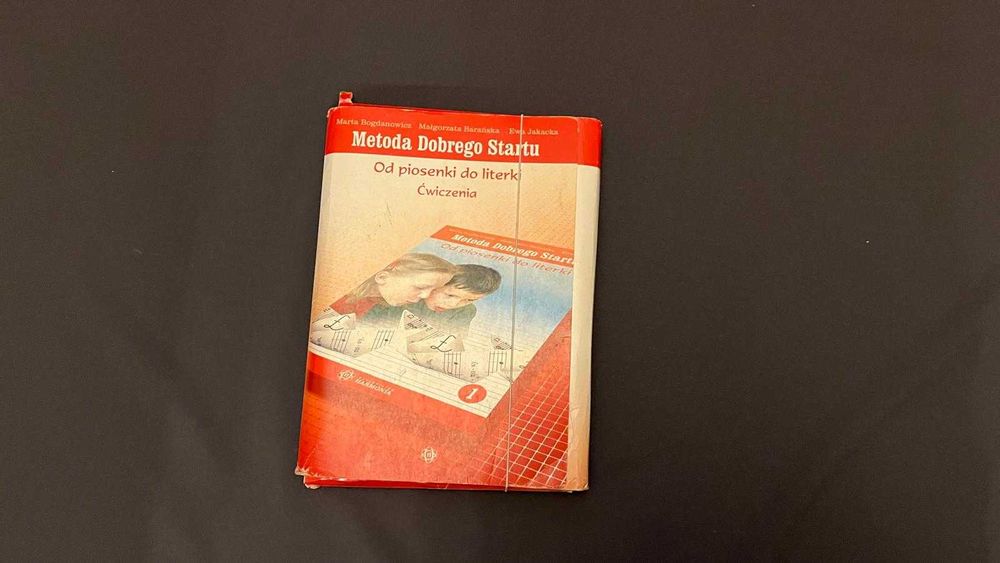 Marta Bogdanowicz Małgorzata Barańska Ewa Jakacka
Metoda Dobrego Startu
Od piosenki do literki
Ćwiczenia
Metoda Dobrego Startu
Od piosenki do literki
HARMONIA
1